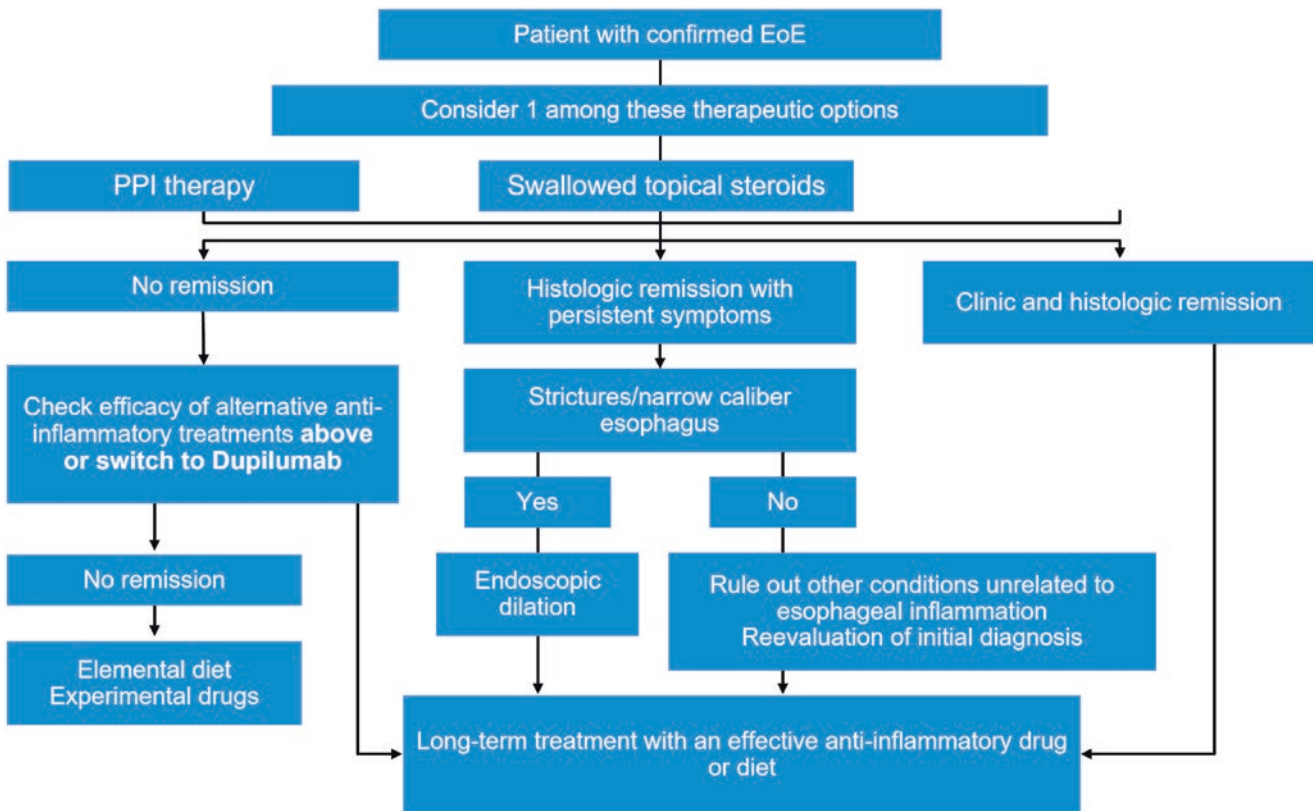 Patient with confirmed EoE
Consider 1 among these therapeutic options
PPI therapy
Swallowed topical steroids
No remission
Histologic remission with
persistent symptoms
Clinic and histologic remission
Check efficacy of alternative anti-
inflammatory treatments above
or switch to Dupilumab
Strictures/narrow caliber
esophagus
Yes
No
No remission
Endoscopic
dilation
Rule out other conditions unrelated to
esophageal inflammation
Reevaluation of initial diagnosis
Elemental diet
Experimental drugs
Long-term treatment with an effective anti-inflammatory drug
or diet